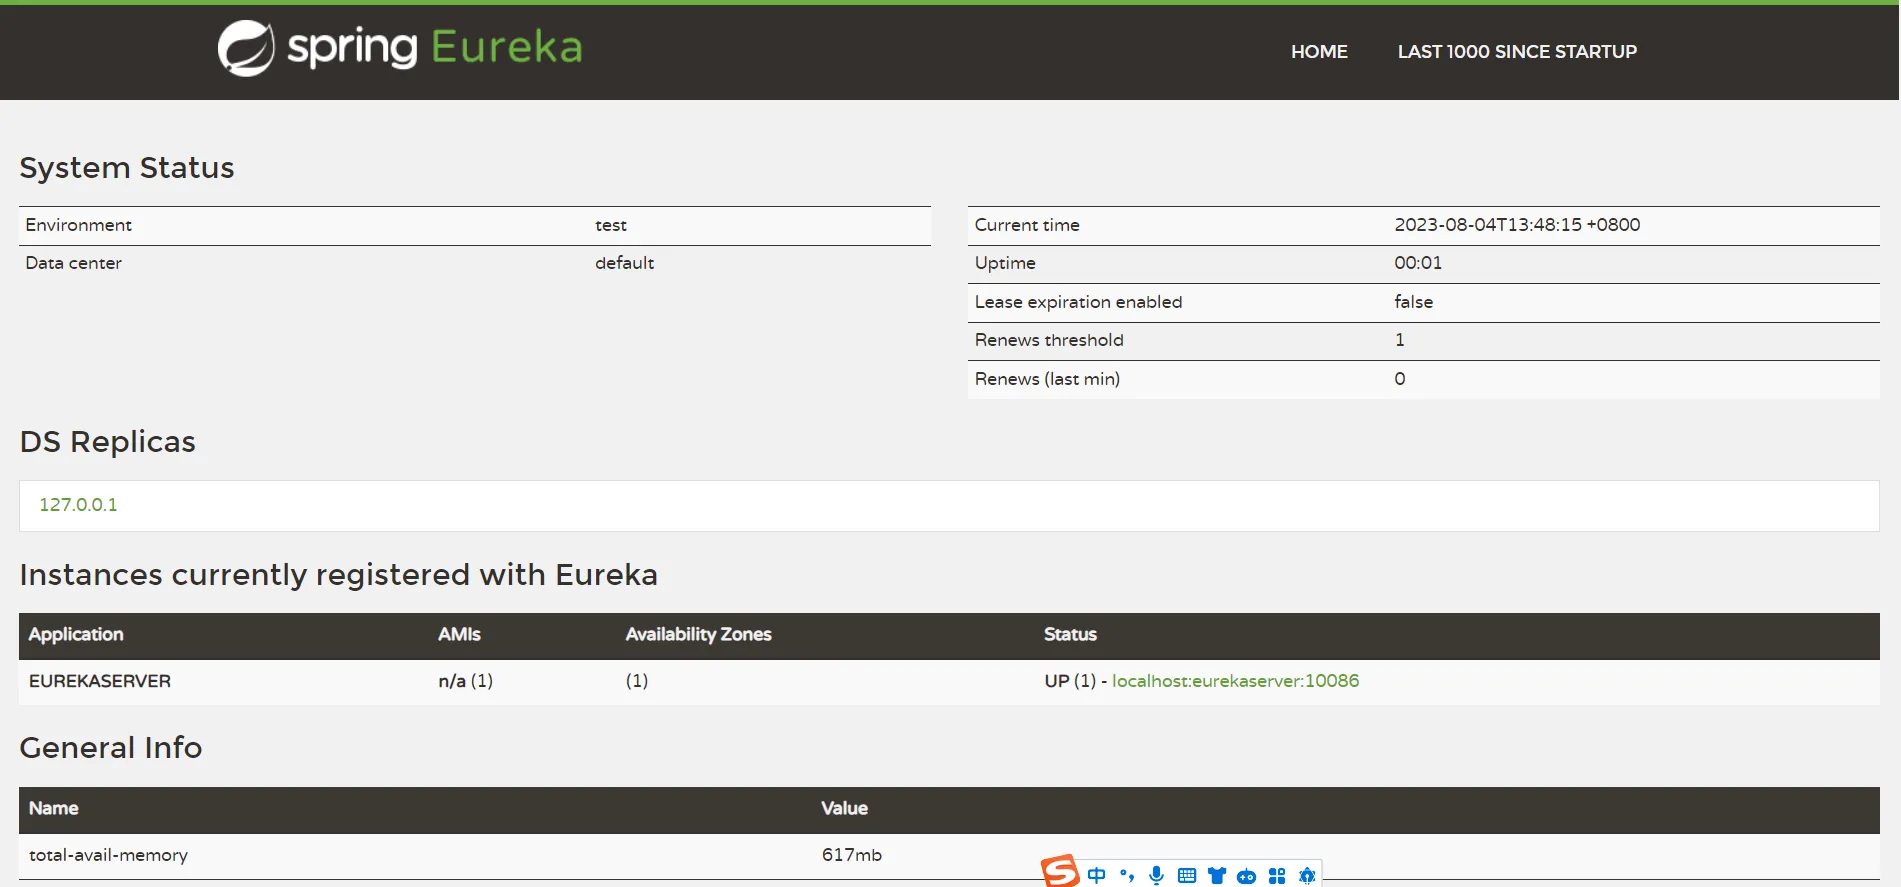 spring Eureka
HOME LAST 1000 SINCE STARTUP
System Status
Environment test
Data center default
Current time 2023-08-04T13:48:15 +0800
Uptime 00:01
Lease expiration enabled false
Renews threshold 1
Renews (last min) 0
DS Replicas
127.0.0.1
Instances currently registered with Eureka
Application AMIs Availability Zones Status
EUREKASERVER n/a (1) (1) UP (1) - localhost:eurekaserver:10086
General Info
Name Value
total-avail-memory 617mb
S 中